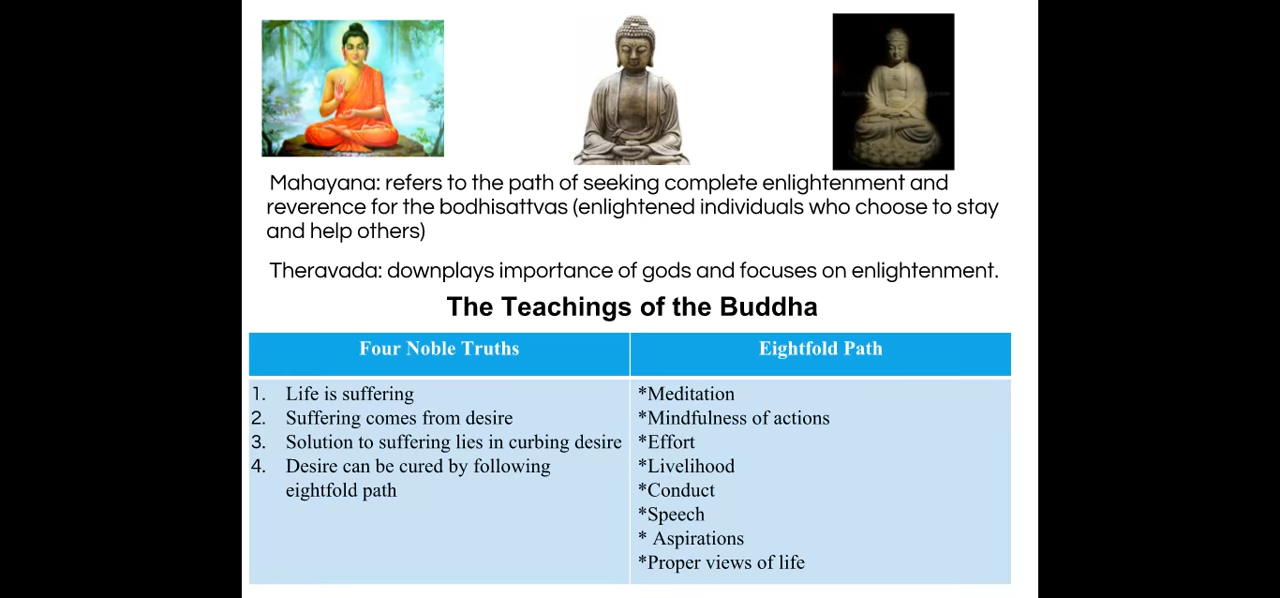 Mahayana: refers to the path of seeking complete enlightenment and
reverence for the bodhisattvas (enlightened individuals who choose to stay
and help others)
Theravada: downplays importance of gods and focuses on enlightenment.
The Teachings of the Buddha
Four Noble Truths
1. Life is suffering
2. Suffering comes from desire
3. Solution to suffering lies in curbing desire
4. Desire can be cured by following
eightfold path
Eightfold Path
*Meditation
*Mindfulness of actions
*Effort
*Livelihood
*Conduct
*Speech
* Aspirations
*Proper views of life